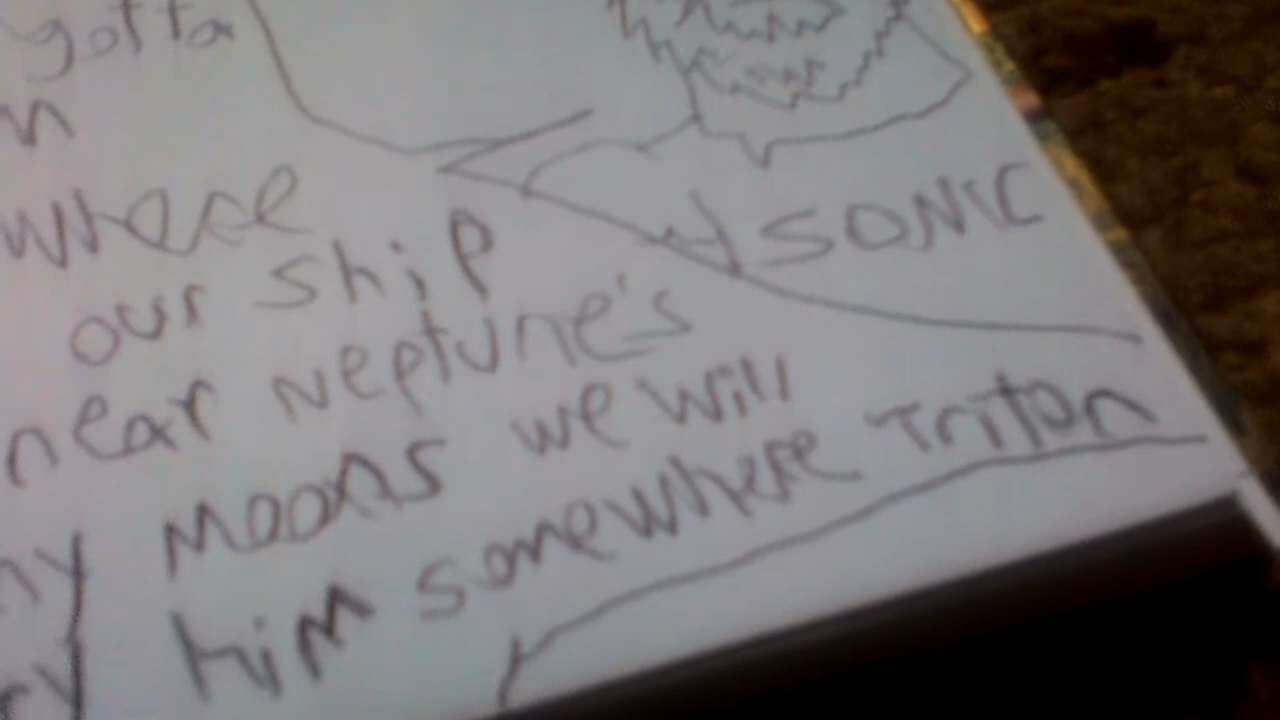 gotta
where
our ship
SONIC
near Neptune's
Moons we will
him somewhere Triton